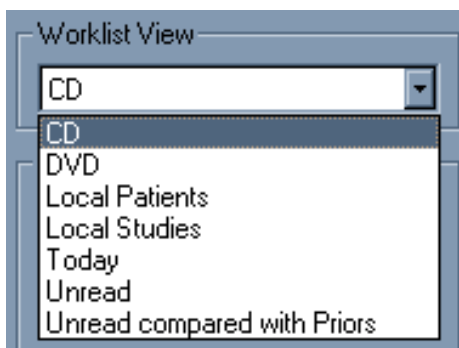 Worklist View
CD
CD
DVD
Local Patients
Local Studies
Today
Unread
Unread compared with Priors